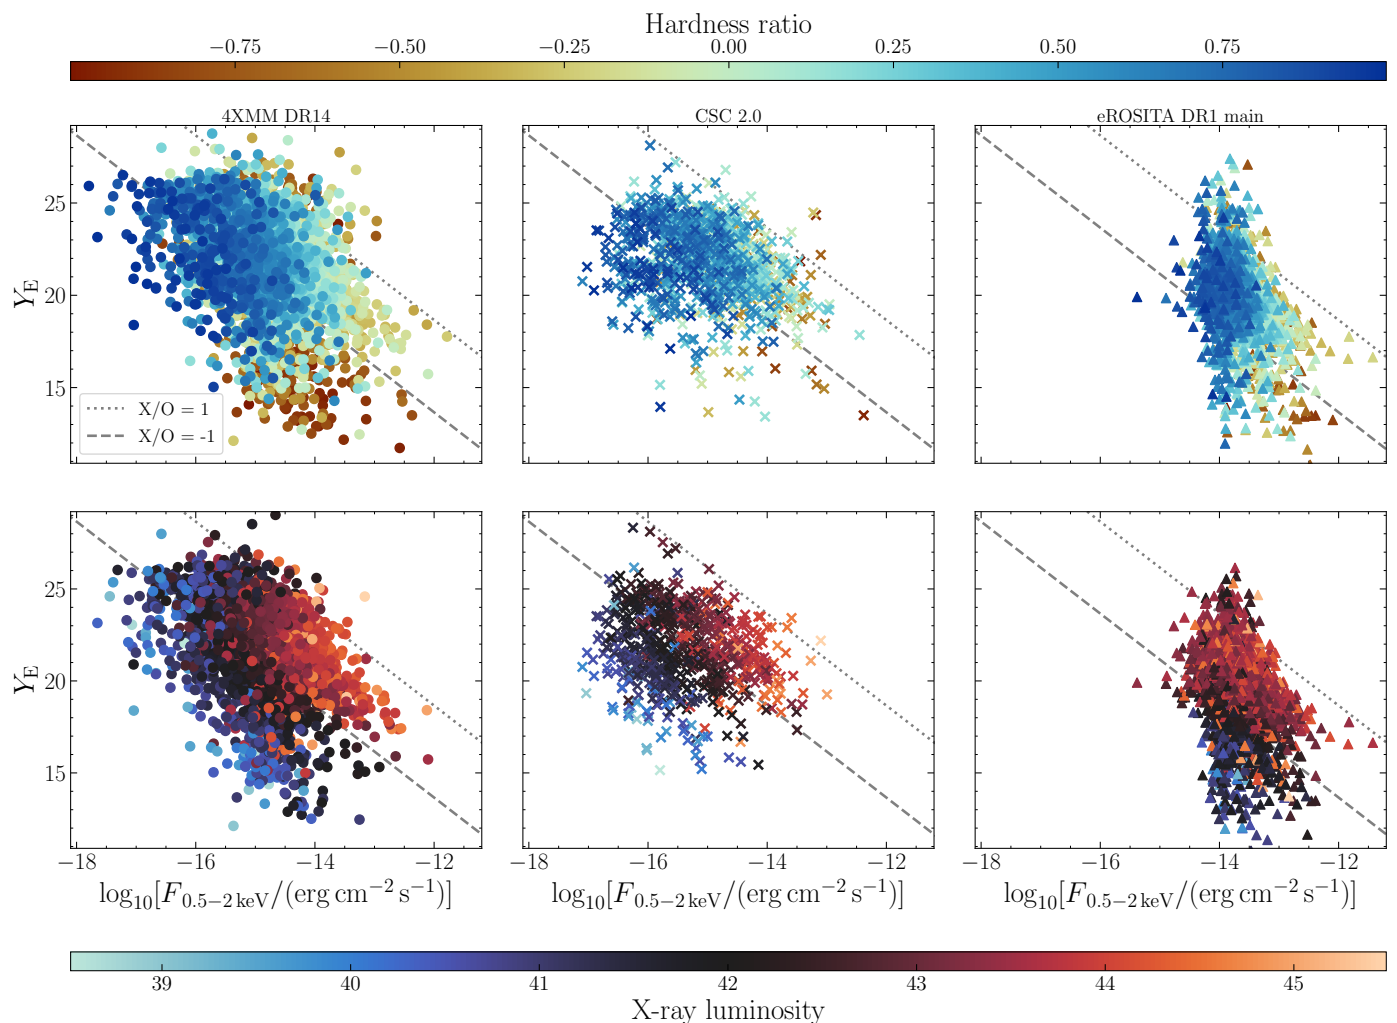 Hardness ratio
−0.75 −0.50 −0.25 0.00 0.25 0.50 0.75
4XMM DR14 CSC 2.0 eROSITA DR1 main
25
20
15
Y_E
X/O = 1
X/O = -1
25
20
15
Y_E
−18 −16 −14 −12 −18 −16 −14 −12 −18 −16 −14 −12
log₁₀[F₀.₅₋₂ keV/(erg cm⁻² s⁻¹)] log₁₀[F₀.₅₋₂ keV/(erg cm⁻² s⁻¹)] log₁₀[F₀.₅₋₂ keV/(erg cm⁻² s⁻¹)]
39 40 41 42 43 44 45
X-ray luminosity